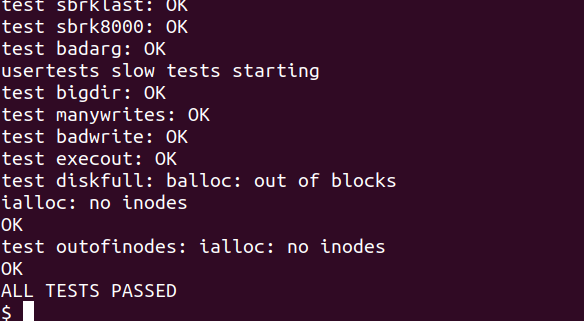 test sbrklast: OK
test sbrk8000: OK
test badarg: OK
usertests slow tests starting
test bigdir: OK
test manywrites: OK
test badwrite: OK
test execout: OK
test diskfull: balloc: out of blocks
ialloc: no inodes
OK
test outofinodes: ialloc: no inodes
OK
ALL TESTS PASSED
$